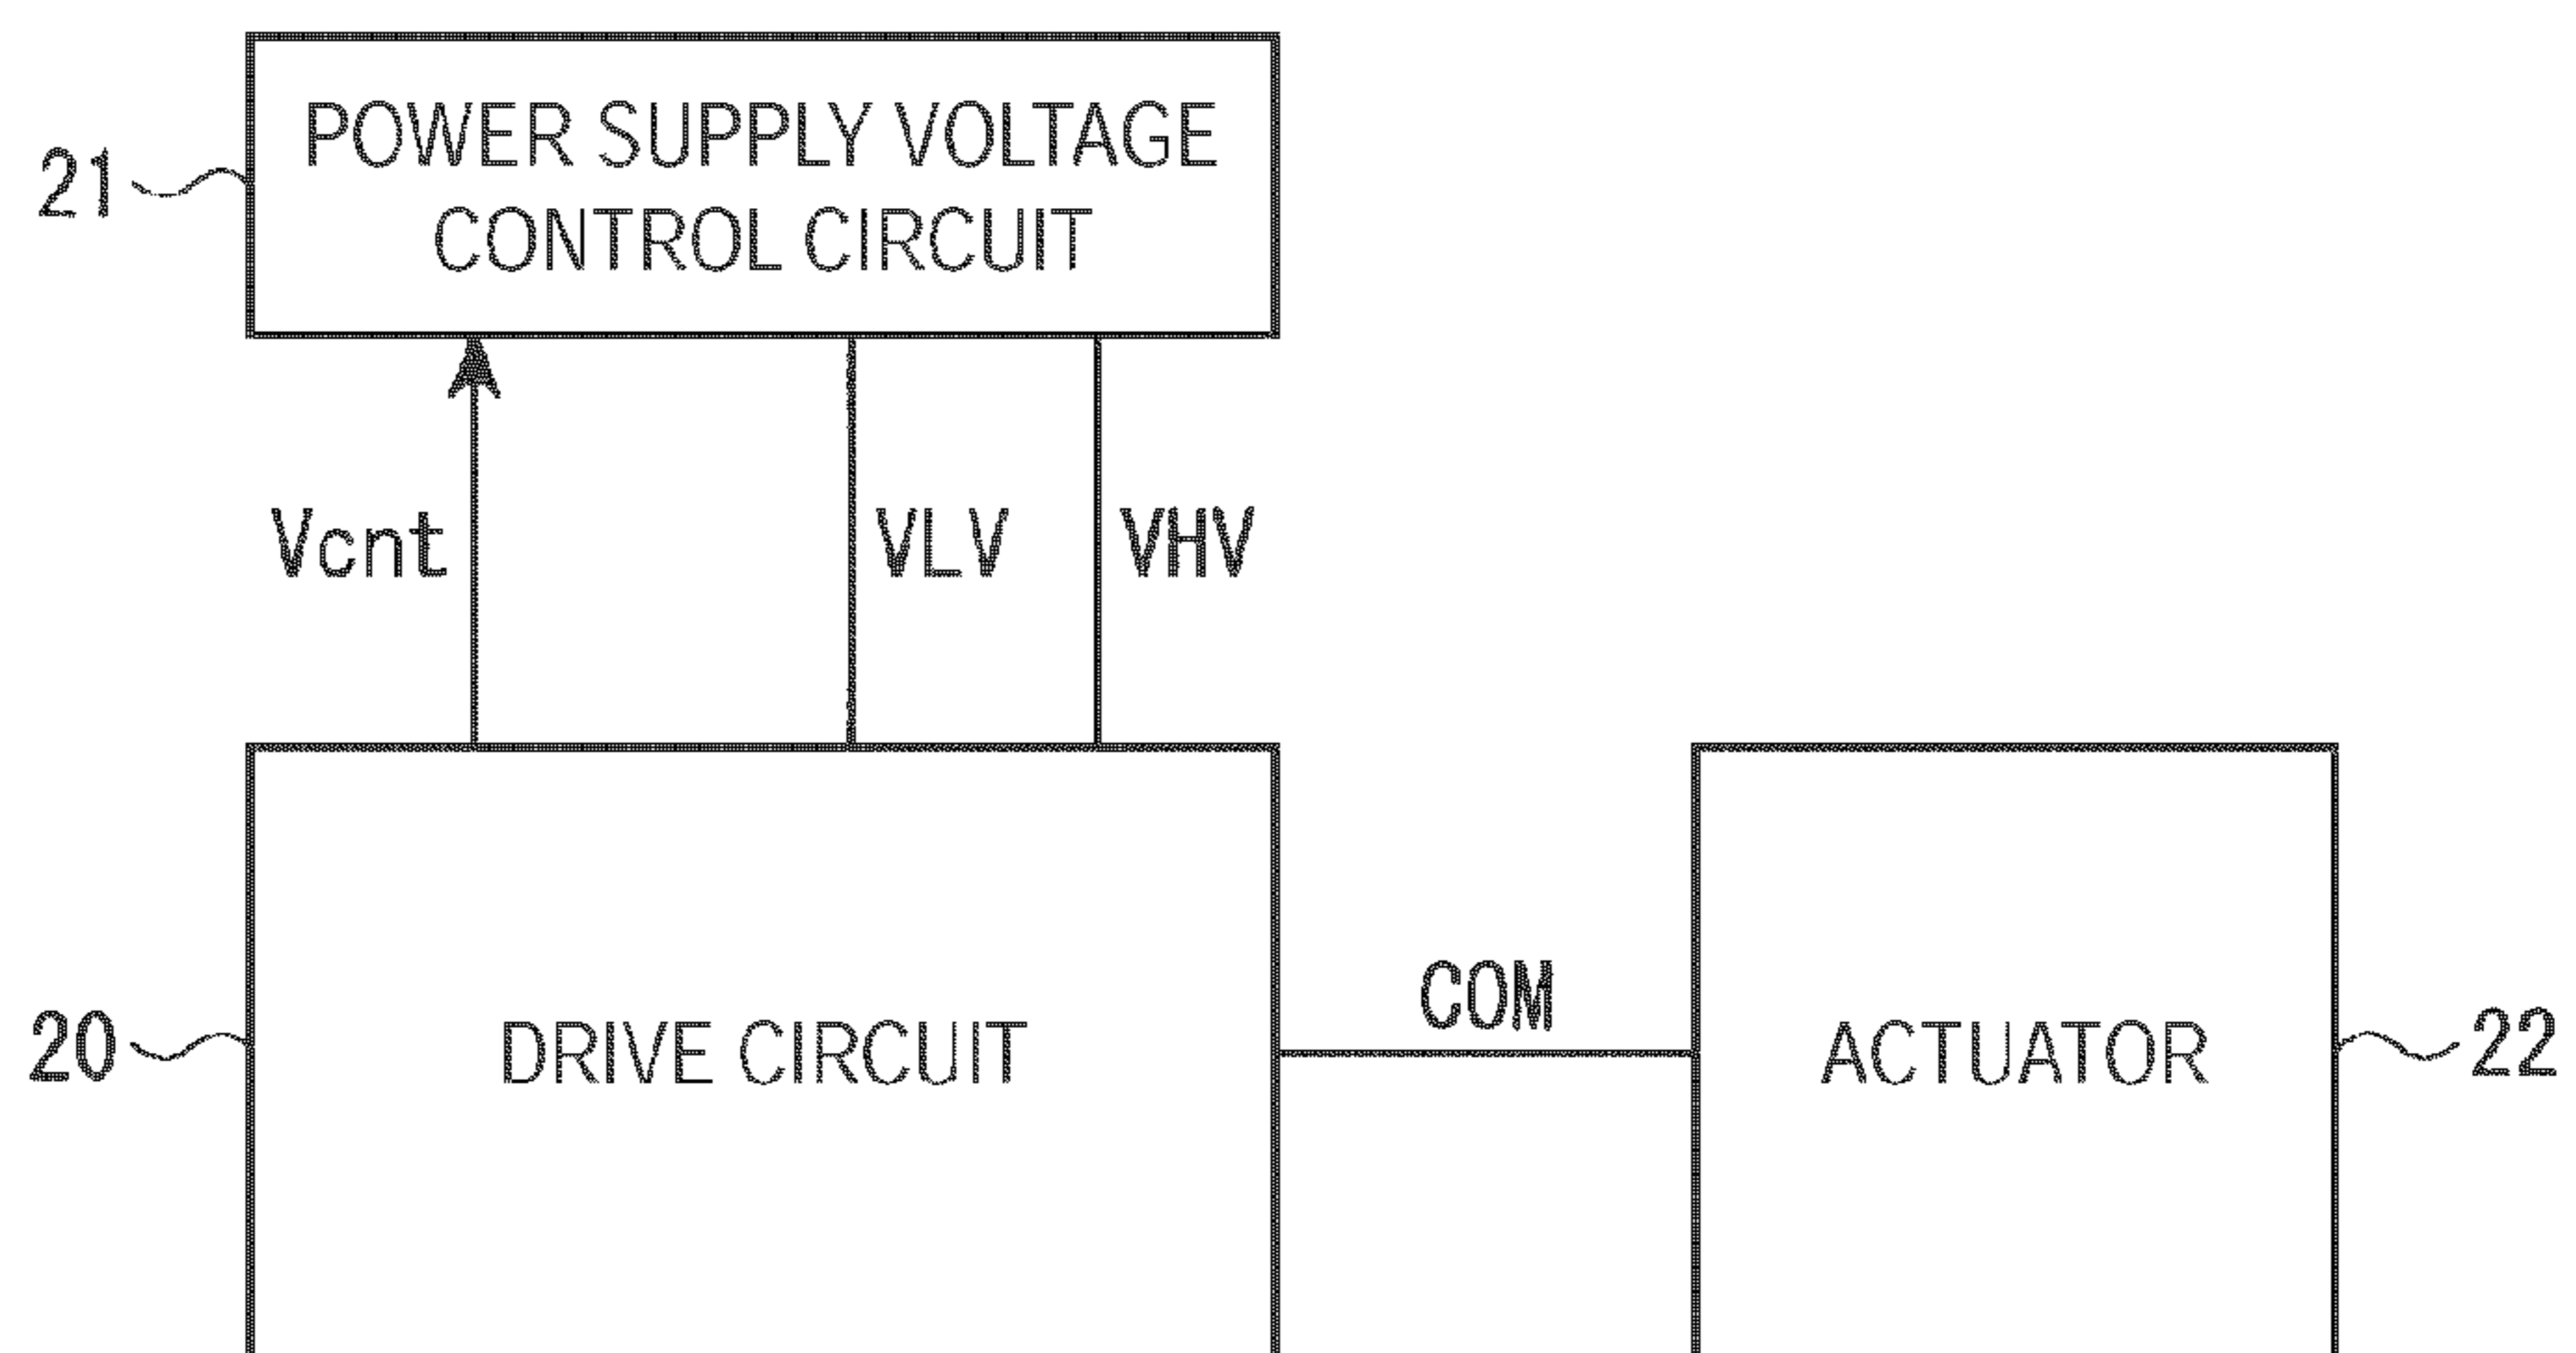 POWER SUPPLY VOLTAGE
CONTROL CIRCUIT
21
Vcnt
VLV
VHV
20
DRIVE CIRCUIT
COM
ACTUATOR
22